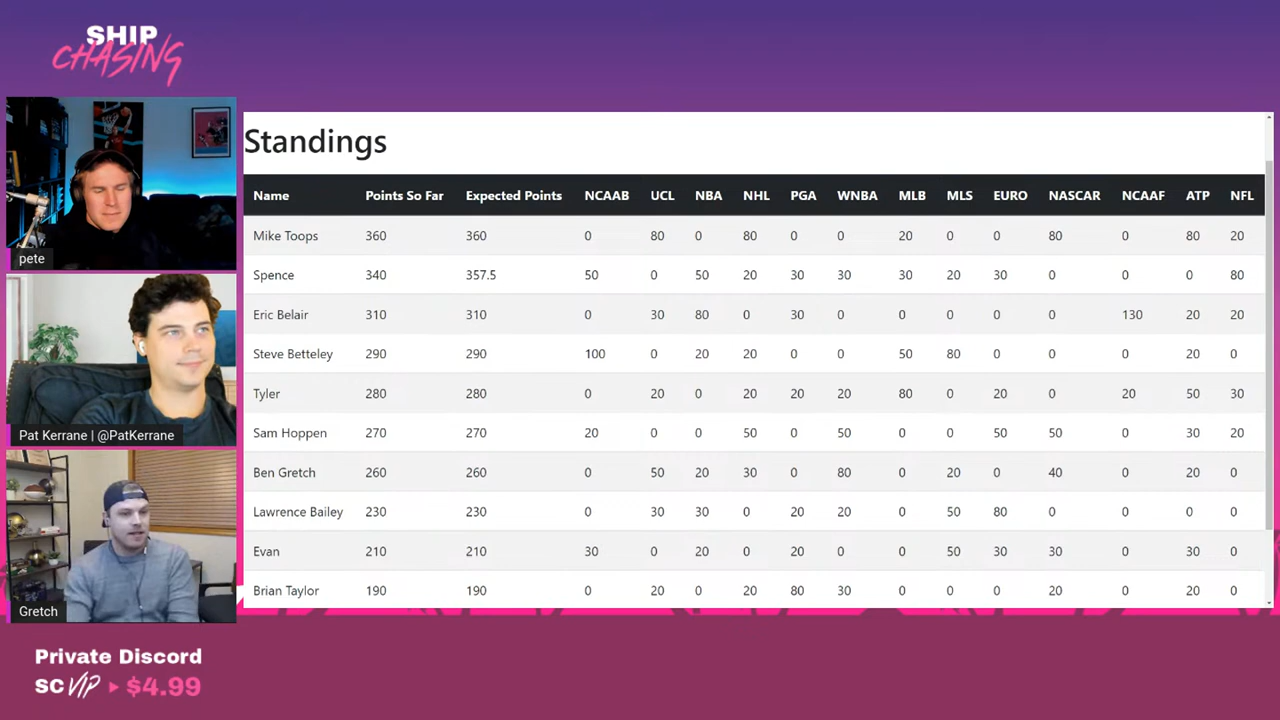 SHIP
CHASING
pete
Pat Kerrane | @PatKerrane
Gretch
Private Discord
SC VIP $4.99
Standings
Name Points So Far Expected Points NCAAB UCL NBA NHL PGA WNBA MLB MLS EURO NASCAR NCAAF ATP NFL
Mike Toops 360 360 0 80 0 80 0 0 20 0 0 80 0 80 20
Spence 340 357.5 50 0 50 20 30 30 30 20 30 0 0 0 80
Eric Belair 310 310 0 30 80 0 30 0 0 0 0 0 130 20 20
Steve Betteley 290 290 100 0 20 20 0 0 50 80 0 0 0 20 0
Tyler 280 280 0 20 0 20 20 20 80 0 20 0 20 50 30
Sam Hoppen 270 270 20 0 0 50 0 50 0 0 50 50 0 30 20
Ben Gretch 260 260 0 50 20 30 0 80 0 20 0 40 0 20 0
Lawrence Bailey 230 230 0 30 30 0 20 20 0 50 80 0 0 0 0
Evan 210 210 30 0 20 0 20 0 0 50 30 30 0 30 0
Brian Taylor 190 190 0 20 0 20 80 30 0 0 0 20 0 20 0